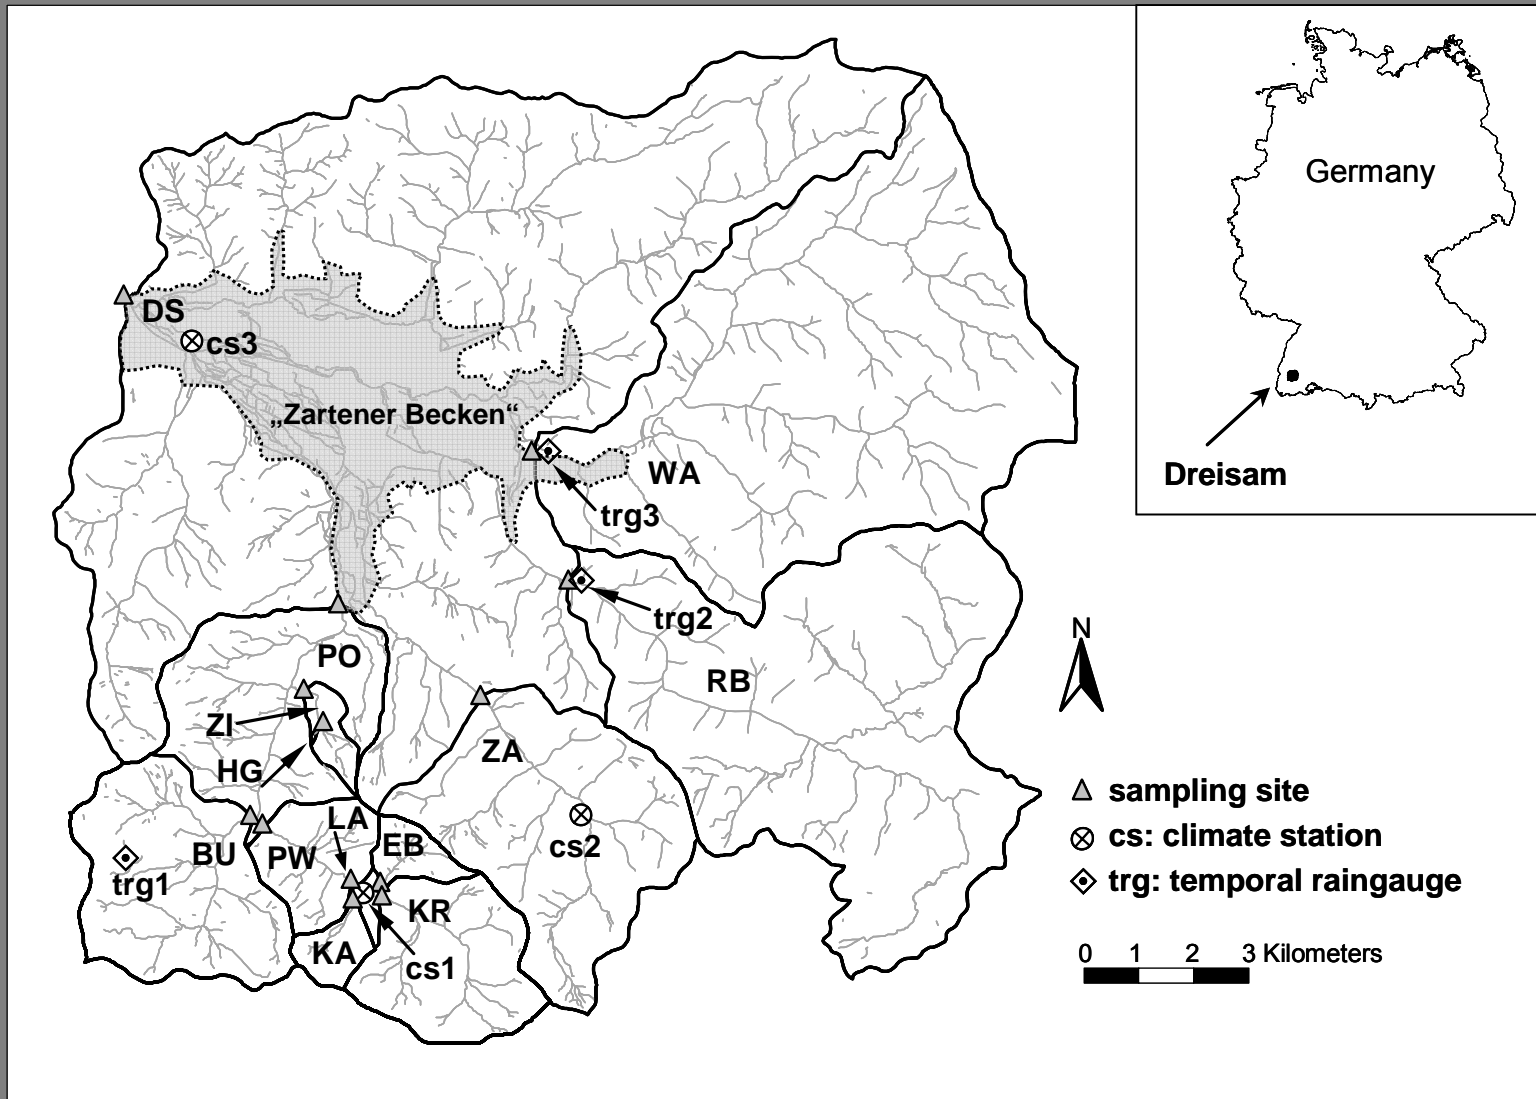 Germany
Dreisam
DS
cs3
„Zartener Becken“
WA
trg3
trg2
PO
RB
N
ZI
ZA
HG
LA
EB
cs2
BU
PW
trg1
KR
KA
cs1
sampling site
cs: climate station
trg: temporal raingauge
0 1 2 3 Kilometers